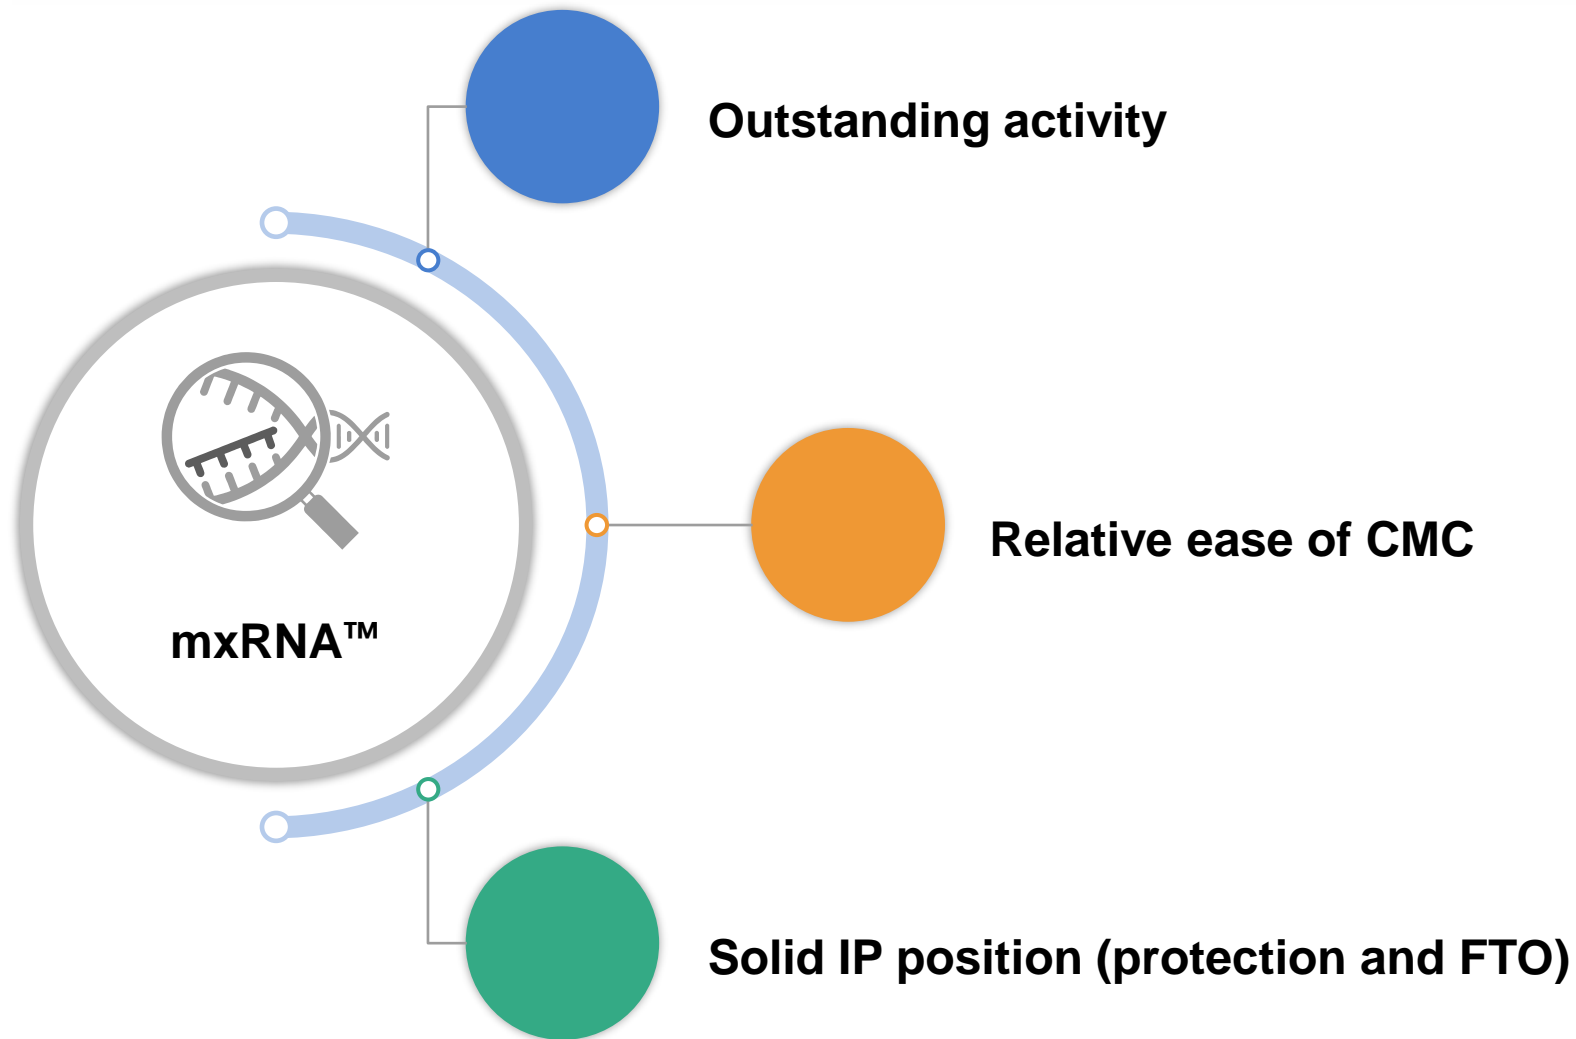 Outstanding activity
Relative ease of CMC
mxRNA™
Solid IP position (protection and FTO)